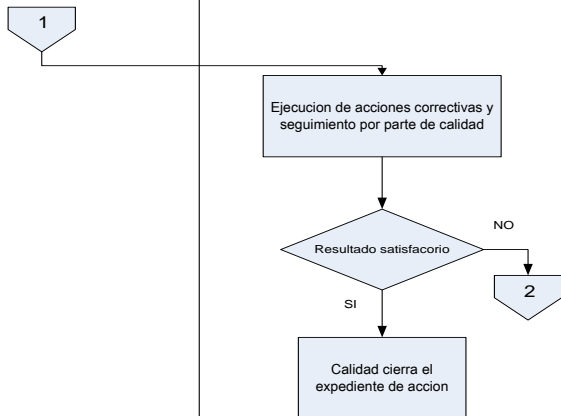 1
Ejecucion de acciones correctivas y
seguimiento por parte de calidad
NO
Resultado satisfacorio
2
SI
Calidad cierra el
expediente de accion